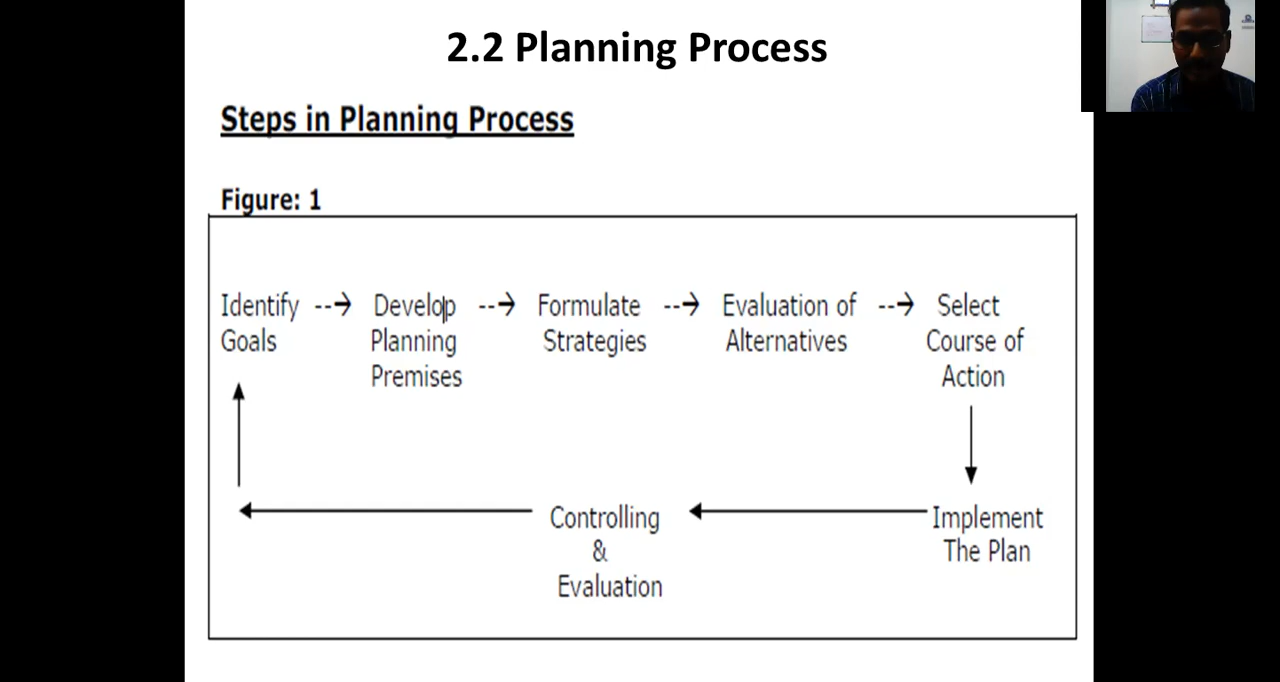 2.2 Planning Process
Steps in Planning Process
Figure: 1
Identify --→ Develop --→ Formulate --→ Evaluation of --→ Select
Goals Planning Strategies Alternatives Course of
Premises Action
Controlling Implement
& The Plan
Evaluation